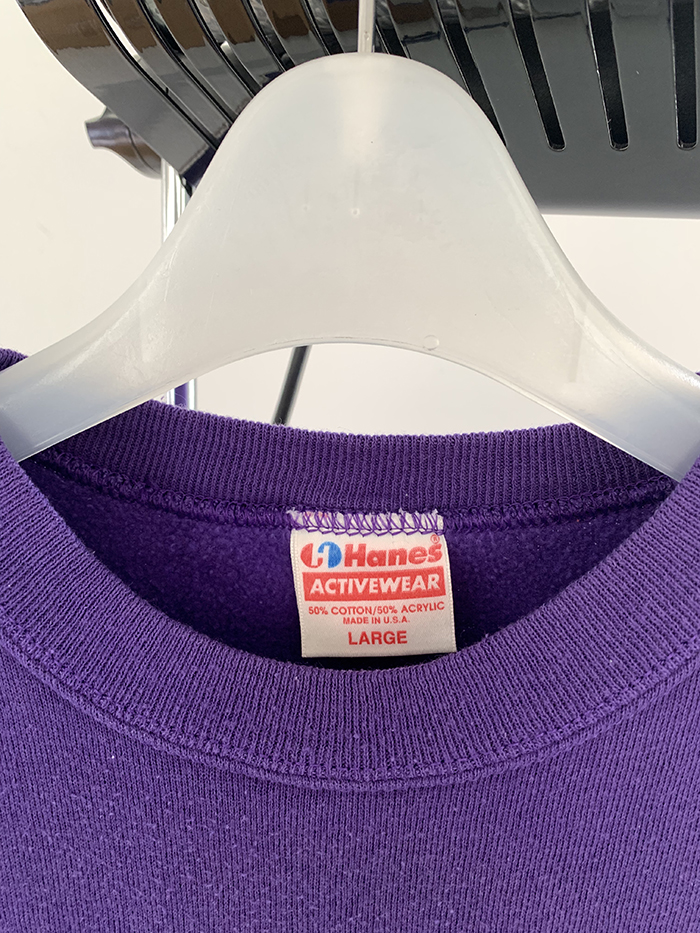 Hanes®
ACTIVEWEAR
50% COTTON/50% ACRYLIC
MADE IN U.S.A.
LARGE